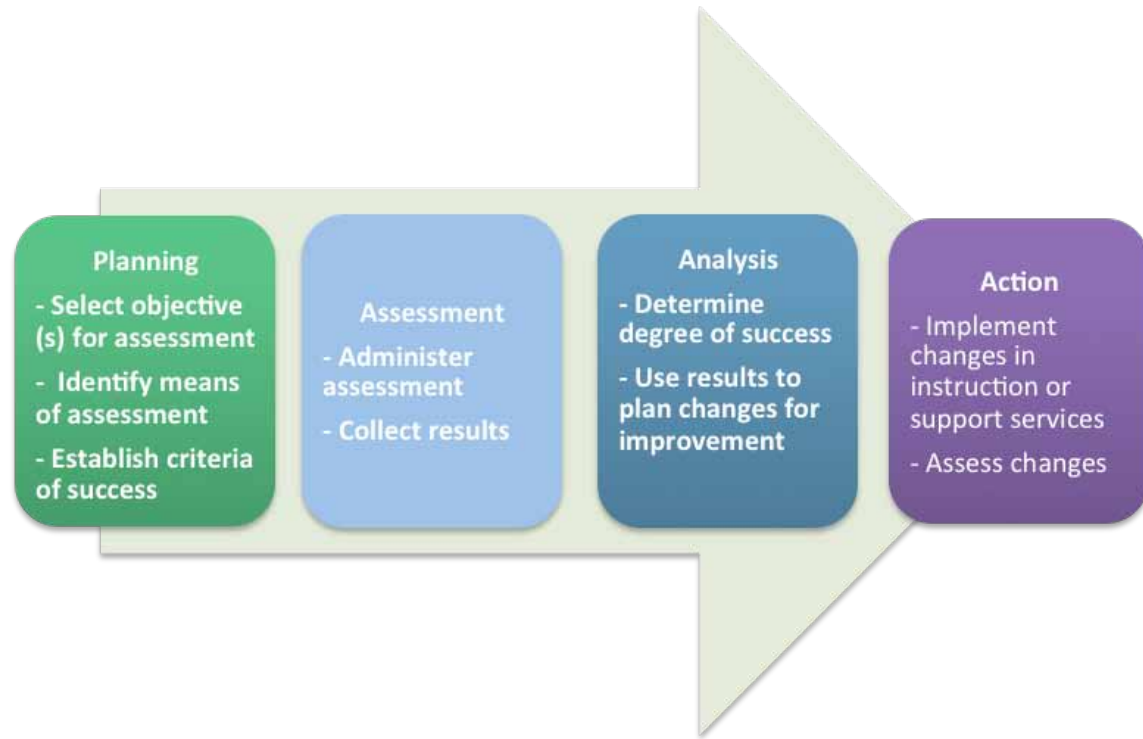 Planning
- Select objective
(s) for assessment
- Identify means
of assessment
- Establish criteria
of success
Assessment
- Administer
assessment
- Collect results
Analysis
- Determine
degree of success
- Use results to
plan changes for
improvement
Action
- Implement
changes in
instruction or
support services
- Assess changes